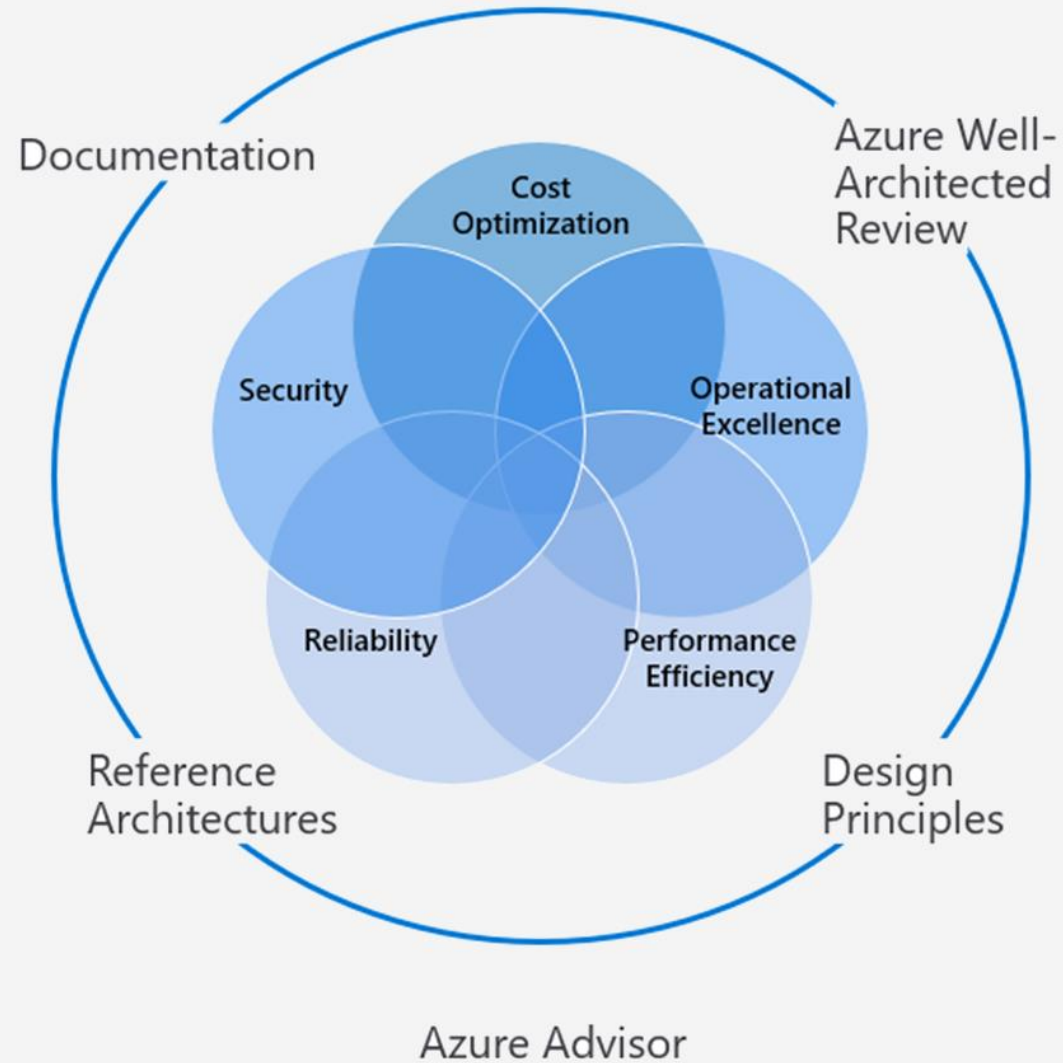 Documentation
Azure Well-
Architected
Review
Cost
Optimization
Security
Operational
Excellence
Reliability
Performance
Efficiency
Reference
Architectures
Design
Principles
Azure Advisor